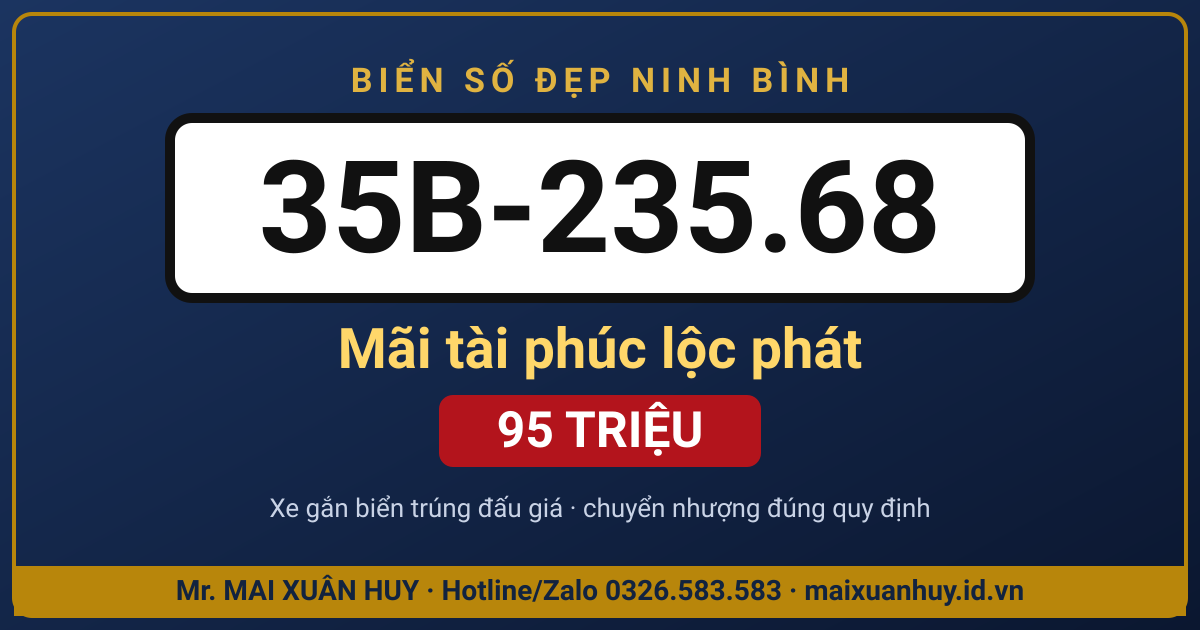 BIỂN SỐ ĐẸP NINH BÌNH
35B-235.68
Mãi tài phúc lộc phát
95 TRIỆU
Xe gắn biển trúng đấu giá · chuyển nhượng đúng quy định
Mr. MAI XUÂN HUY · Hotline/Zalo 0326.583.583 · maixuanhuy.id.vn